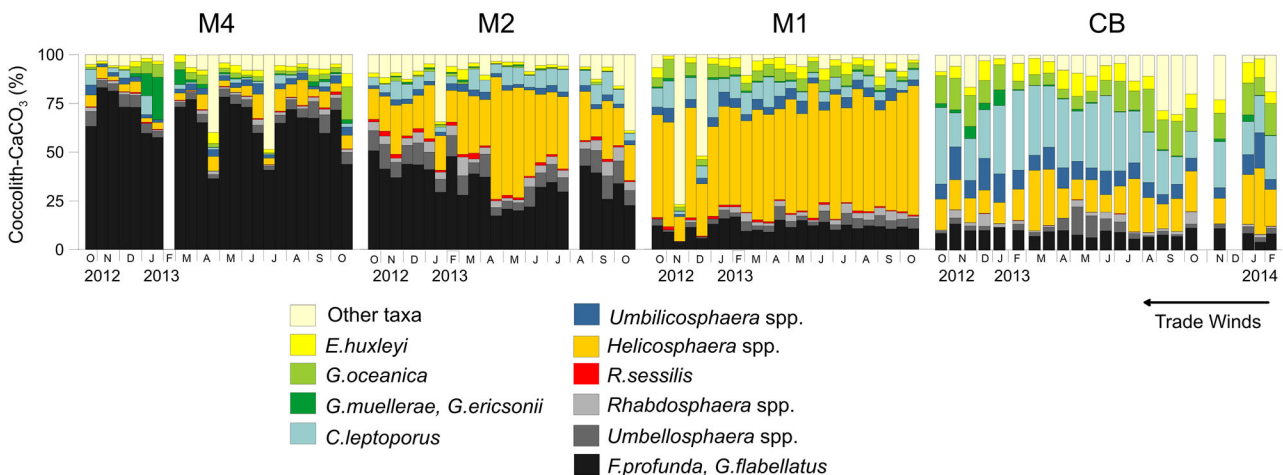 M4 M2 M1 CB
Coccolith-CaCO3 (%)
100
75
50
25
0
O N D J F M A M J J A S O O N D J F M A M J J A S O O N D J F M A M J J A S O O N D J F M A M J J A S O N D J F
2012 2013 2012 2013 2012 2013 2012 2013 2014
Trade Winds
Other taxa
E.huxleyi
G.oceanica
G.muellerae, G.ericsonii
C.leptoporus
Umbilicosphaera spp.
Helicosphaera spp.
R.sessilis
Rhabdosphaera spp.
Umbellosphaera spp.
F.profunda, G.flabellatus